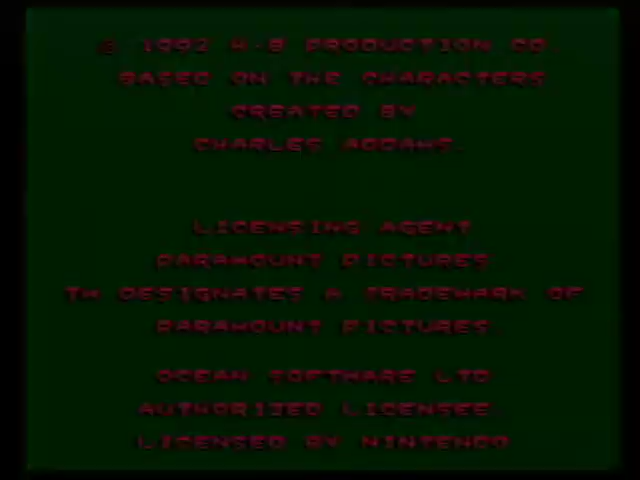 © 1992 H-B PRODUCTION CO.
BASED ON THE CHARACTERS
CREATED BY
CHARLES ADDAMS.
LICENSING AGENT
PARAMOUNT PICTURES
TM DESIGNATES A TRADEMARK OF
PARAMOUNT PICTURES.
OCEAN SOFTWARE LTD
AUTHORIZED LICENSEE.
LICENSED BY NINTENDO